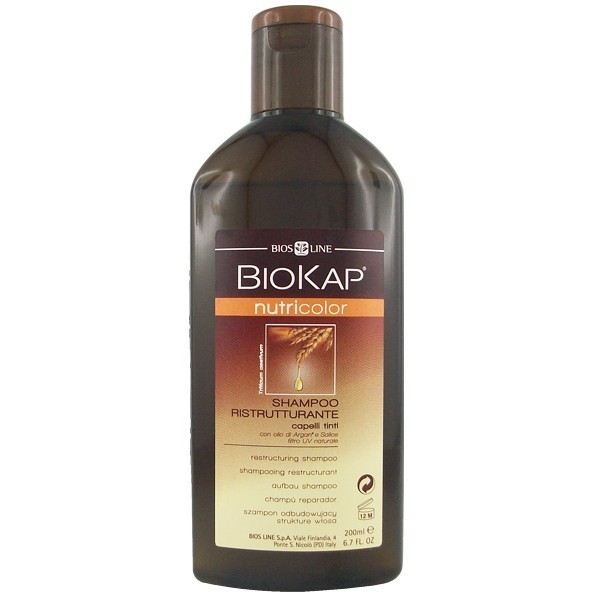 BIOS LINE
BIOKAP®
nutricolor
Triticum aestivum
SHAMPOO
RISTRUTTURANTE
capelli tinti
con olio di Argan* e Salice
filtro UV naturale
restructuring shampoo
shampooing restructurant
aufbau shampoo
champú reparador
szampon odbudowujący
strukture włosa
12 M
200ml ℮
6.7 FL. OZ
BIOS LINE S.p.A. Viale Finlandia, 4
Ponte S. Nicolò (PD) Italy